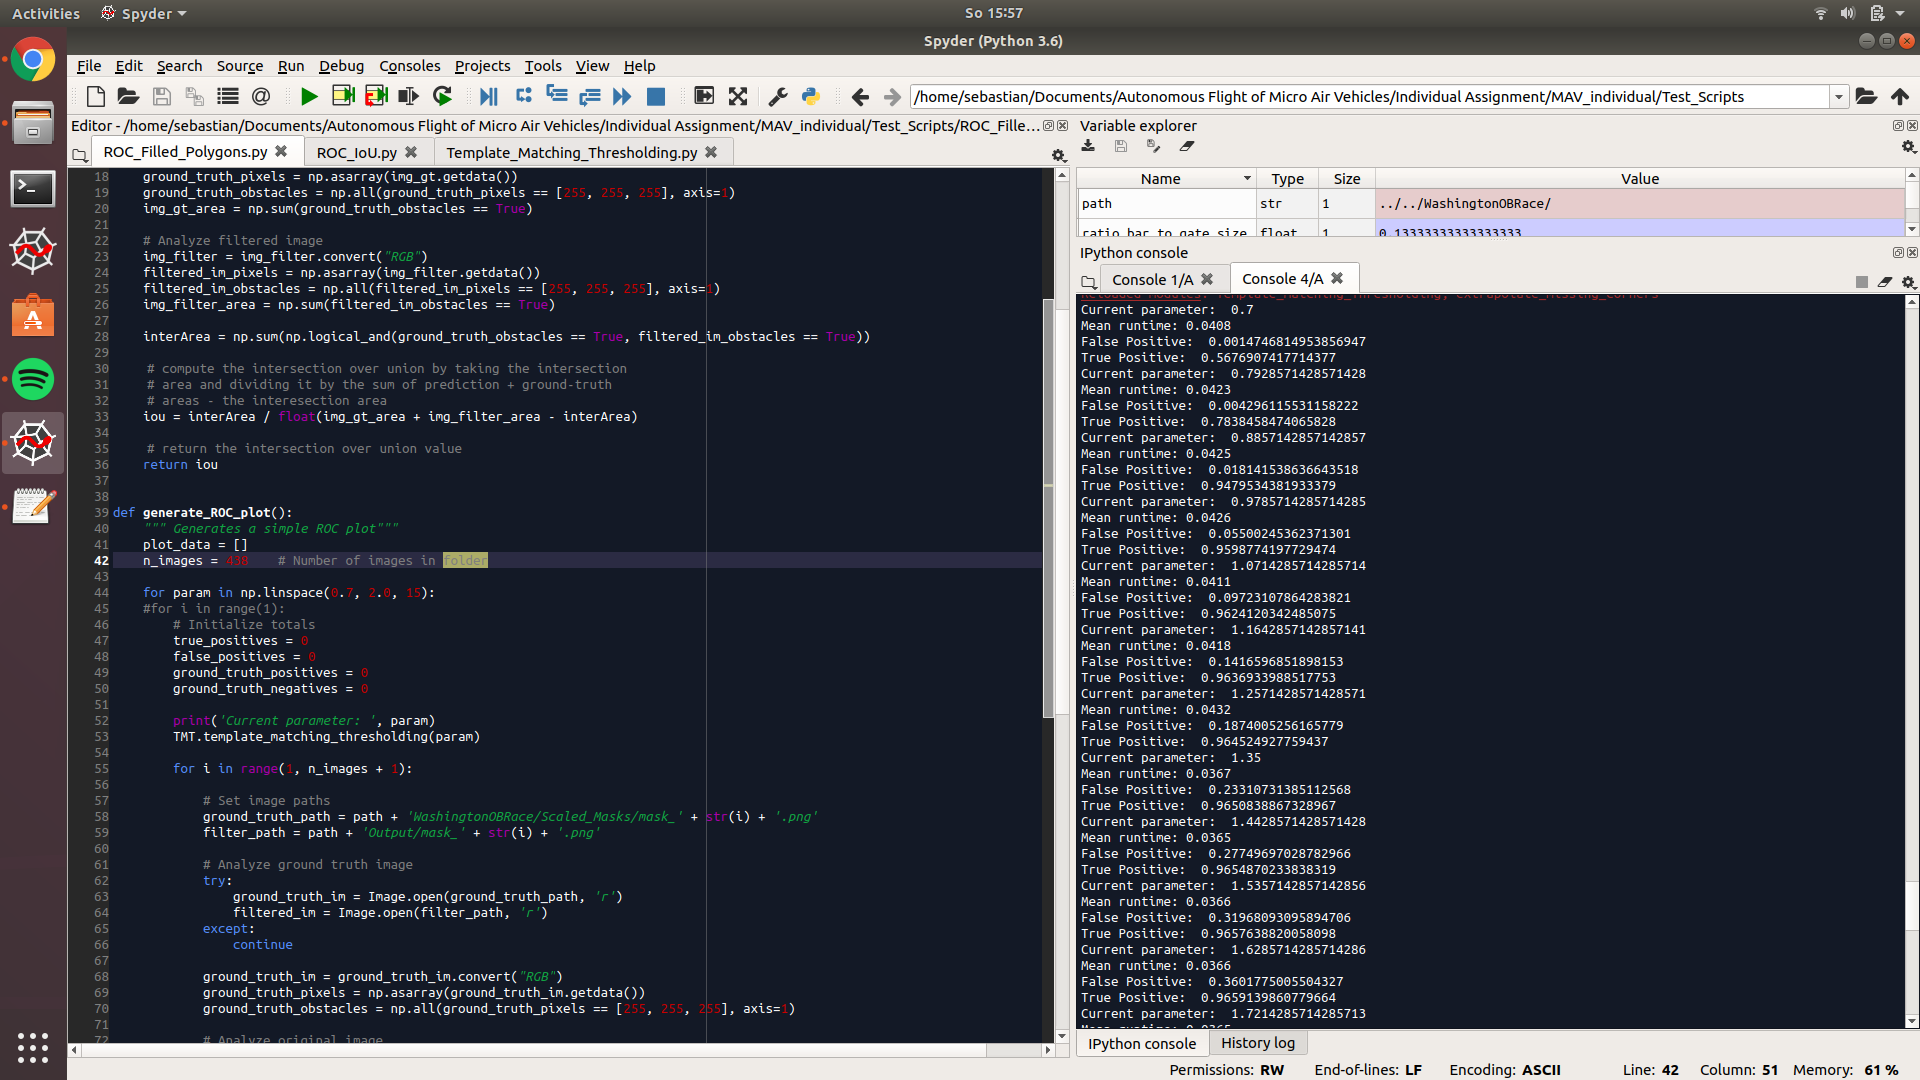 Activities
Spyder
So 15:57
Spyder (Python 3.6)
File Edit Search Source Run Debug Consoles Projects Tools View Help
/home/sebastian/Documents/Autonomous Flight of Micro Air Vehicles/Individual Assignment/MAV_individual/Test_Scripts
Editor - /home/sebastian/Documents/Autonomous Flight of Micro Air Vehicles/Individual Assignment/MAV_individual/Test_Scripts/ROC_Fille...
ROC_Filled_Polygons.py
ROC_IoU.py
Template_Matching_Thresholding.py
18 ground_truth_pixels = np.asarray(img_gt.getdata())
19 ground_truth_obstacles = np.all(ground_truth_pixels == [255, 255, 255], axis=1)
20 img_gt_area = np.sum(ground_truth_obstacles == True)
21
22 # Analyze filtered image
23 img_filter = img_filter.convert("RGB")
24 filtered_im_pixels = np.asarray(img_filter.getdata())
25 filtered_im_obstacles = np.all(filtered_im_pixels == [255, 255, 255], axis=1)
26 img_filter_area = np.sum(filtered_im_obstacles == True)
27
28 interArea = np.sum(np.logical_and(ground_truth_obstacles == True, filtered_im_obstacles == True))
29
30 # compute the intersection over union by taking the intersection
31 # area and dividing it by the sum of prediction + ground-truth
32 # areas - the interesection area
33 iou = interArea / float(img_gt_area + img_filter_area - interArea)
34
35 # return the intersection over union value
36 return iou
37
38
39 def generate_ROC_plot():
40 """ Generates a simple ROC plot"""
41 plot_data = []
42 n_images = 438 # Number of images in folder
43
44 for param in np.linspace(0.7, 2.0, 15):
45 #for i in range(1):
46 # Initialize totals
47 true_positives = 0
48 false_positives = 0
49 ground_truth_positives = 0
50 ground_truth_negatives = 0
51
52 print('Current parameter: ', param)
53 TMT.template_matching_thresholding(param)
54
55 for i in range(1, n_images + 1):
56
57 # Set image paths
58 ground_truth_path = path + 'WashingtonOBRace/Scaled_Masks/mask_' + str(i) + '.png'
59 filter_path = path + 'Output/mask_' + str(i) + '.png'
60
61 # Analyze ground truth image
62 try:
63 ground_truth_im = Image.open(ground_truth_path, 'r')
64 filtered_im = Image.open(filter_path, 'r')
65 except:
66 continue
67
68 ground_truth_im = ground_truth_im.convert("RGB")
69 ground_truth_pixels = np.asarray(ground_truth_im.getdata())
70 ground_truth_obstacles = np.all(ground_truth_pixels == [255, 255, 255], axis=1)
71
72 # Analyze original image
Variable explorer
Name Type Size Value
path str 1 ../../WashingtonOBRace/
ratio bar to gate size float 1 0.13333333333333333
IPython console
Console 1/A
Console 4/A
Reloaded modules: Template_Matching_Thresholding, Extrapolate_Missing_Corners
Current parameter: 0.7
Mean runtime: 0.0408
False Positive: 0.0014746814953856947
True Positive: 0.5676907417714377
Current parameter: 0.7928571428571428
Mean runtime: 0.0423
False Positive: 0.004296115531158222
True Positive: 0.7838458474065828
Current parameter: 0.8857142857142857
Mean runtime: 0.0425
False Positive: 0.018141538636643518
True Positive: 0.9479534381933379
Current parameter: 0.9785714285714285
Mean runtime: 0.0426
False Positive: 0.05500245362371301
True Positive: 0.9598774197729474
Current parameter: 1.0714285714285714
Mean runtime: 0.0411
False Positive: 0.09723107864283821
True Positive: 0.9624120342485075
Current parameter: 1.1642857142857141
Mean runtime: 0.0418
False Positive: 0.1416596851898153
True Positive: 0.9636933988517753
Current parameter: 1.2571428571428571
Mean runtime: 0.0432
False Positive: 0.1874005256165779
True Positive: 0.964524927759437
Current parameter: 1.35
Mean runtime: 0.0367
False Positive: 0.23310731385112568
True Positive: 0.9650838867328967
Current parameter: 1.4428571428571428
Mean runtime: 0.0365
False Positive: 0.27749697028782966
True Positive: 0.9654870233838319
Current parameter: 1.5357142857142856
Mean runtime: 0.0366
False Positive: 0.31968093095894706
True Positive: 0.9657638820058098
Current parameter: 1.6285714285714286
Mean runtime: 0.0366
False Positive: 0.3601775005504327
True Positive: 0.9659139860779664
Current parameter: 1.7214285714285713
Mean runtime: 0.0365
IPython console
History log
Permissions: RW End-of-lines: LF Encoding: ASCII Line: 42 Column: 51 Memory: 61 %